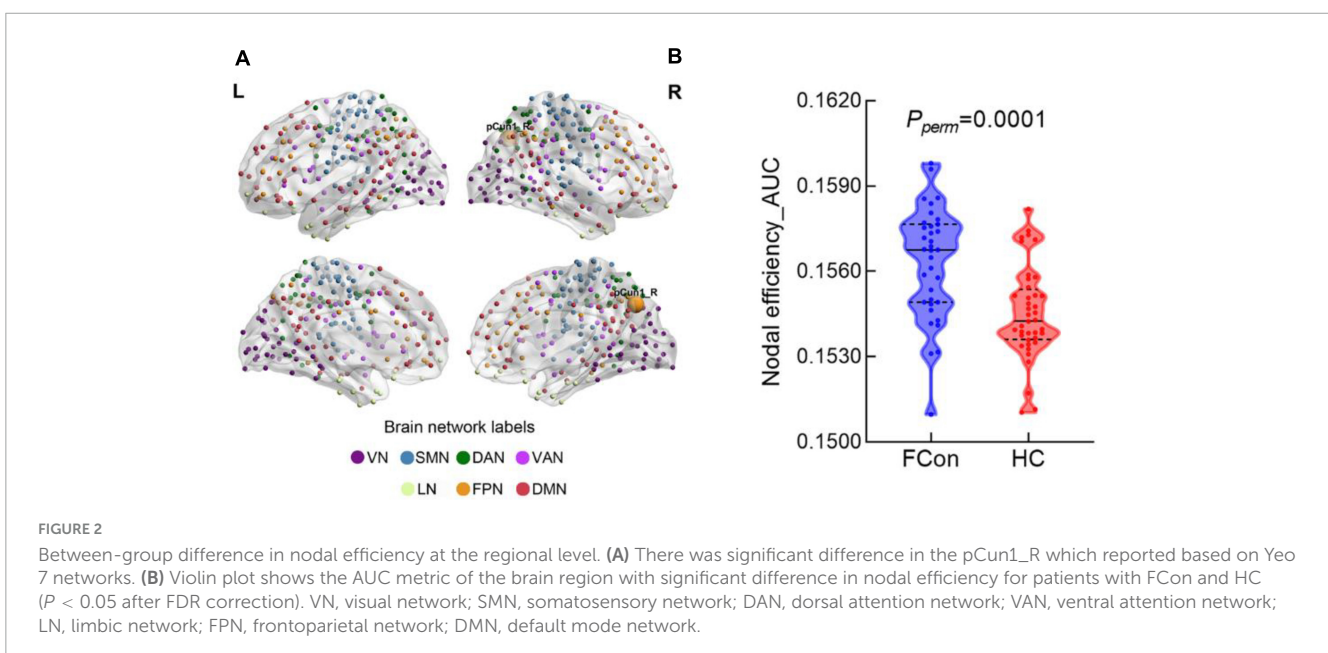 A
B
L
R
pCun1_R
pCun1_R
Brain network labels
VN SMN DAN VAN
LN FPN DMN
0.1620
0.1590
0.1560
0.1530
0.1500
Nodal efficiency_AUC
Pperm=0.0001
FCon HC
FIGURE 2
Between-group difference in nodal efficiency at the regional level. (A) There was significant difference in the pCun1_R which reported based on Yeo
7 networks. (B) Violin plot shows the AUC metric of the brain region with significant difference in nodal efficiency for patients with FCon and HC
(P < 0.05 after FDR correction). VN, visual network; SMN, somatosensory network; DAN, dorsal attention network; VAN, ventral attention network;
LN, limbic network; FPN, frontoparietal network; DMN, default mode network.